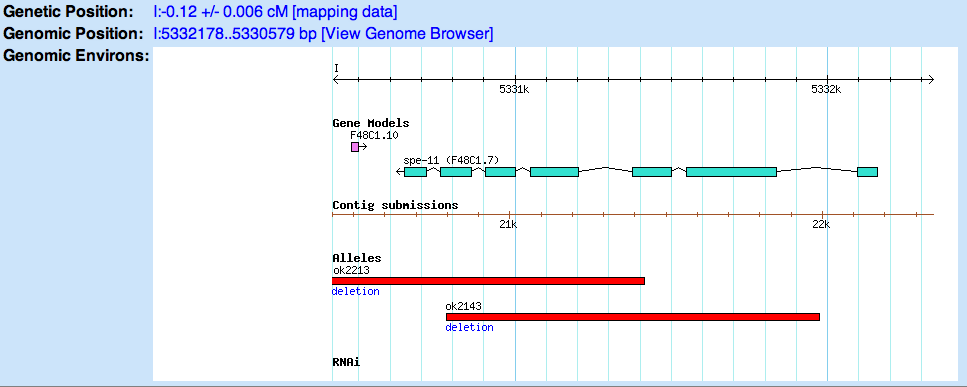 Genetic Position: I:-0.12 +/- 0.006 cM [mapping data]
Genomic Position: I:5332178..5330579 bp [View Genome Browser]
Genomic Environs:
I
5331k 5332k
Gene Models
F48C1.10
spe-11 (F48C1.7)
Contig submissions
21k 22k
Alleles
ok2213
deletion
ok2143
deletion
RNAi